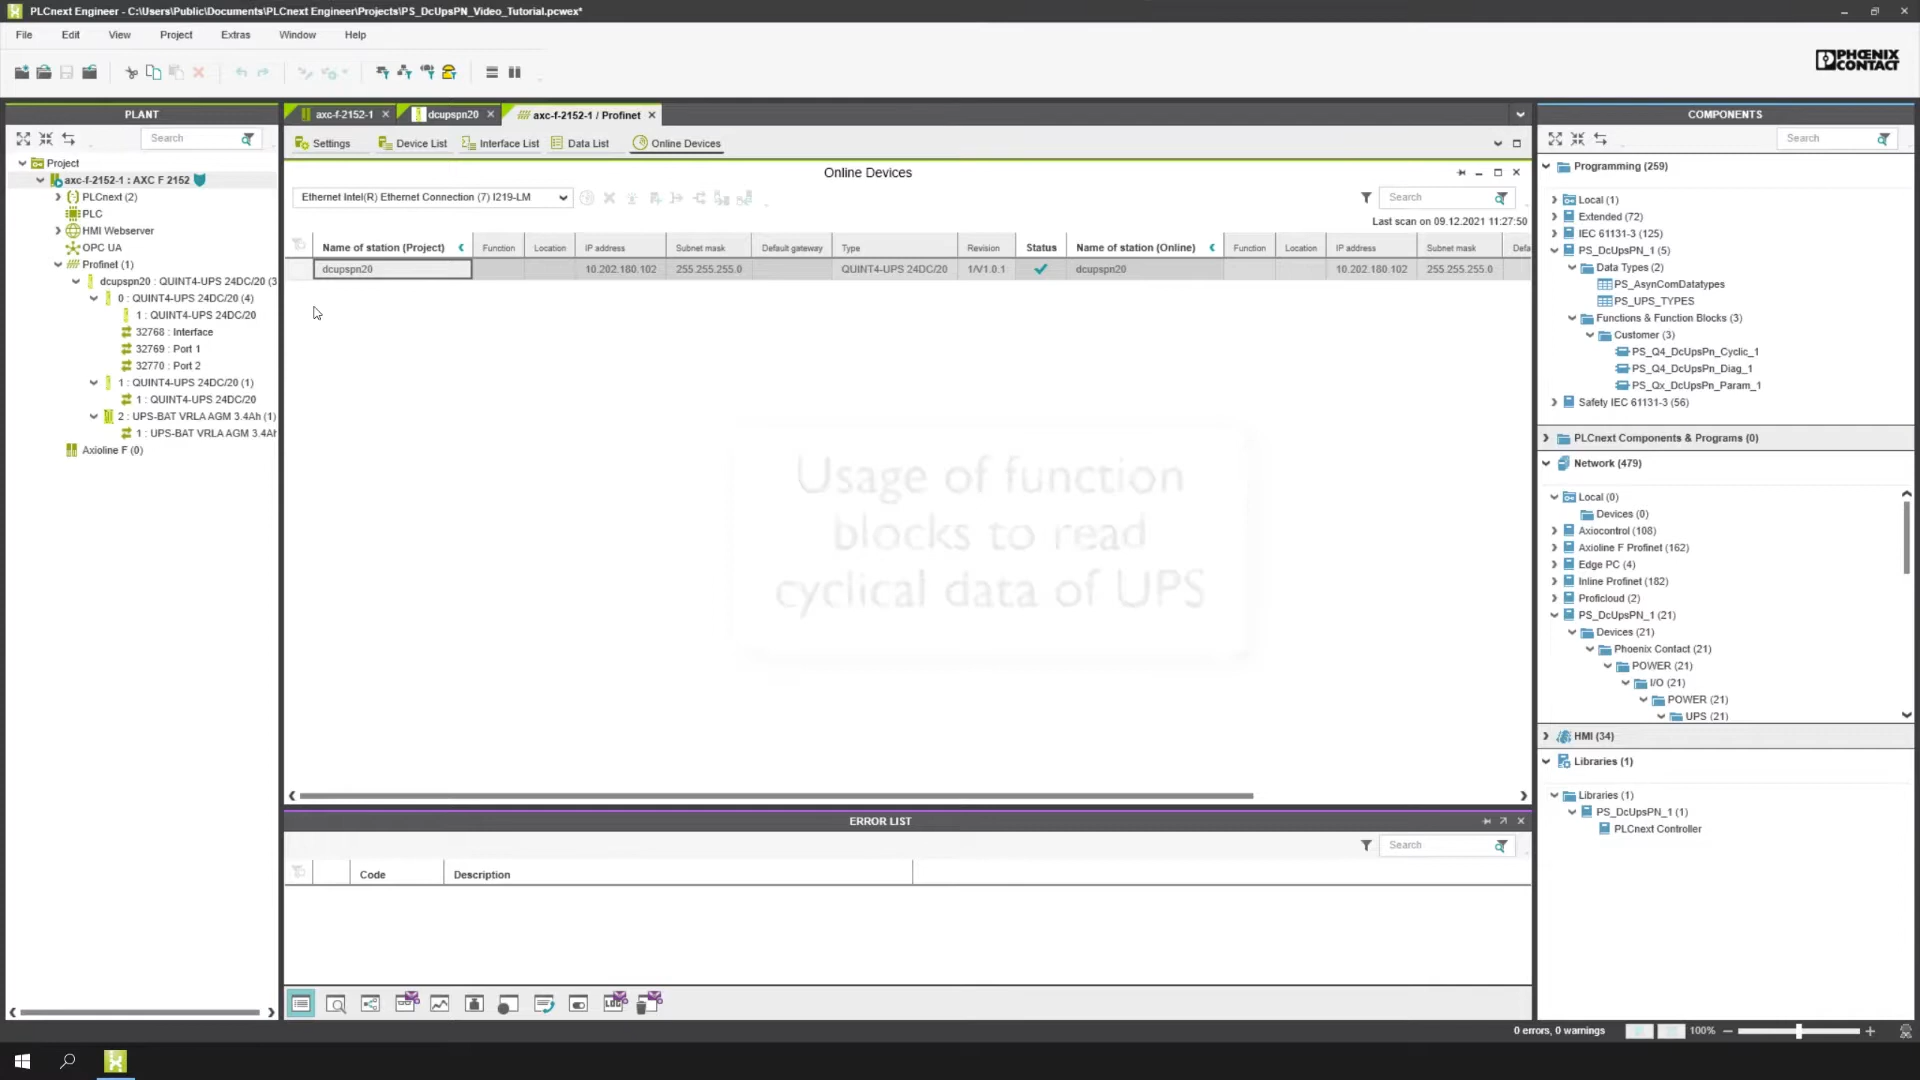 PLCnext Engineer - C:\Users\Public\Documents\PLCnext Engineer\Projects\PS_DcUpsPN_Video_Tutorial.pcwex*
File Edit View Project Extras Window Help
PHOENIX
CONTACT
PLANT
Search
Project
axc-f-2152-1 : AXC F 2152
PLCnext (2)
PLC
HMI Webserver
OPC UA
Profinet (1)
dcupspn20 : QUINT4-UPS 24DC/20 (3
0 : QUINT4-UPS 24DC/20 (4)
1 : QUINT4-UPS 24DC/20
32768 : Interface
32769 : Port 1
32770 : Port 2
1 : QUINT4-UPS 24DC/20 (1)
1 : QUINT4-UPS 24DC/20
2 : UPS-BAT VRLA AGM 3.4Ah (1)
1 : UPS-BAT VRLA AGM 3.4Ah
Axioline F (0)
axc-f-2152-1 dcupspn20 axc-f-2152-1 / Profinet
Settings Device List Interface List Data List Online Devices
Online Devices
Ethernet Intel(R) Ethernet Connection (7) I219-LM
Search
Last scan on 09.12.2021 11:27:50
Name of station (Project) Function Location IP address Subnet mask Default gateway Type Revision Status Name of station (Online) Function Location IP address Subnet mask Defa
dcupspn20 10.202.180.102 255.255.255.0 QUINT4-UPS 24DC/20 1/V1.0.1 dcupspn20 10.202.180.102 255.255.255.0
Usage of function
blocks to read
cyclical data of UPS
ERROR LIST
Search
Code Description
LOG
COMPONENTS
Search
Programming (259)
Local (1)
Extended (72)
IEC 61131-3 (125)
PS_DcUpsPN_1 (5)
Data Types (2)
PS_AsynComDatatypes
PS_UPS_TYPES
Functions & Function Blocks (3)
Customer (3)
PS_Q4_DcUpsPn_Cyclic_1
PS_Q4_DcUpsPn_Diag_1
PS_Qx_DcUpsPn_Param_1
Safety IEC 61131-3 (56)
PLCnext Components & Programs (0)
Network (479)
Local (0)
Devices (0)
Axiocontrol (108)
Axioline F Profinet (162)
Edge PC (4)
Inline Profinet (182)
Proficloud (2)
PS_DcUpsPN_1 (21)
Devices (21)
Phoenix Contact (21)
POWER (21)
I/O (21)
POWER (21)
UPS (21)
HMI (34)
Libraries (1)
Libraries (1)
PS_DcUpsPN_1 (1)
PLCnext Controller
0 errors, 0 warnings 100%